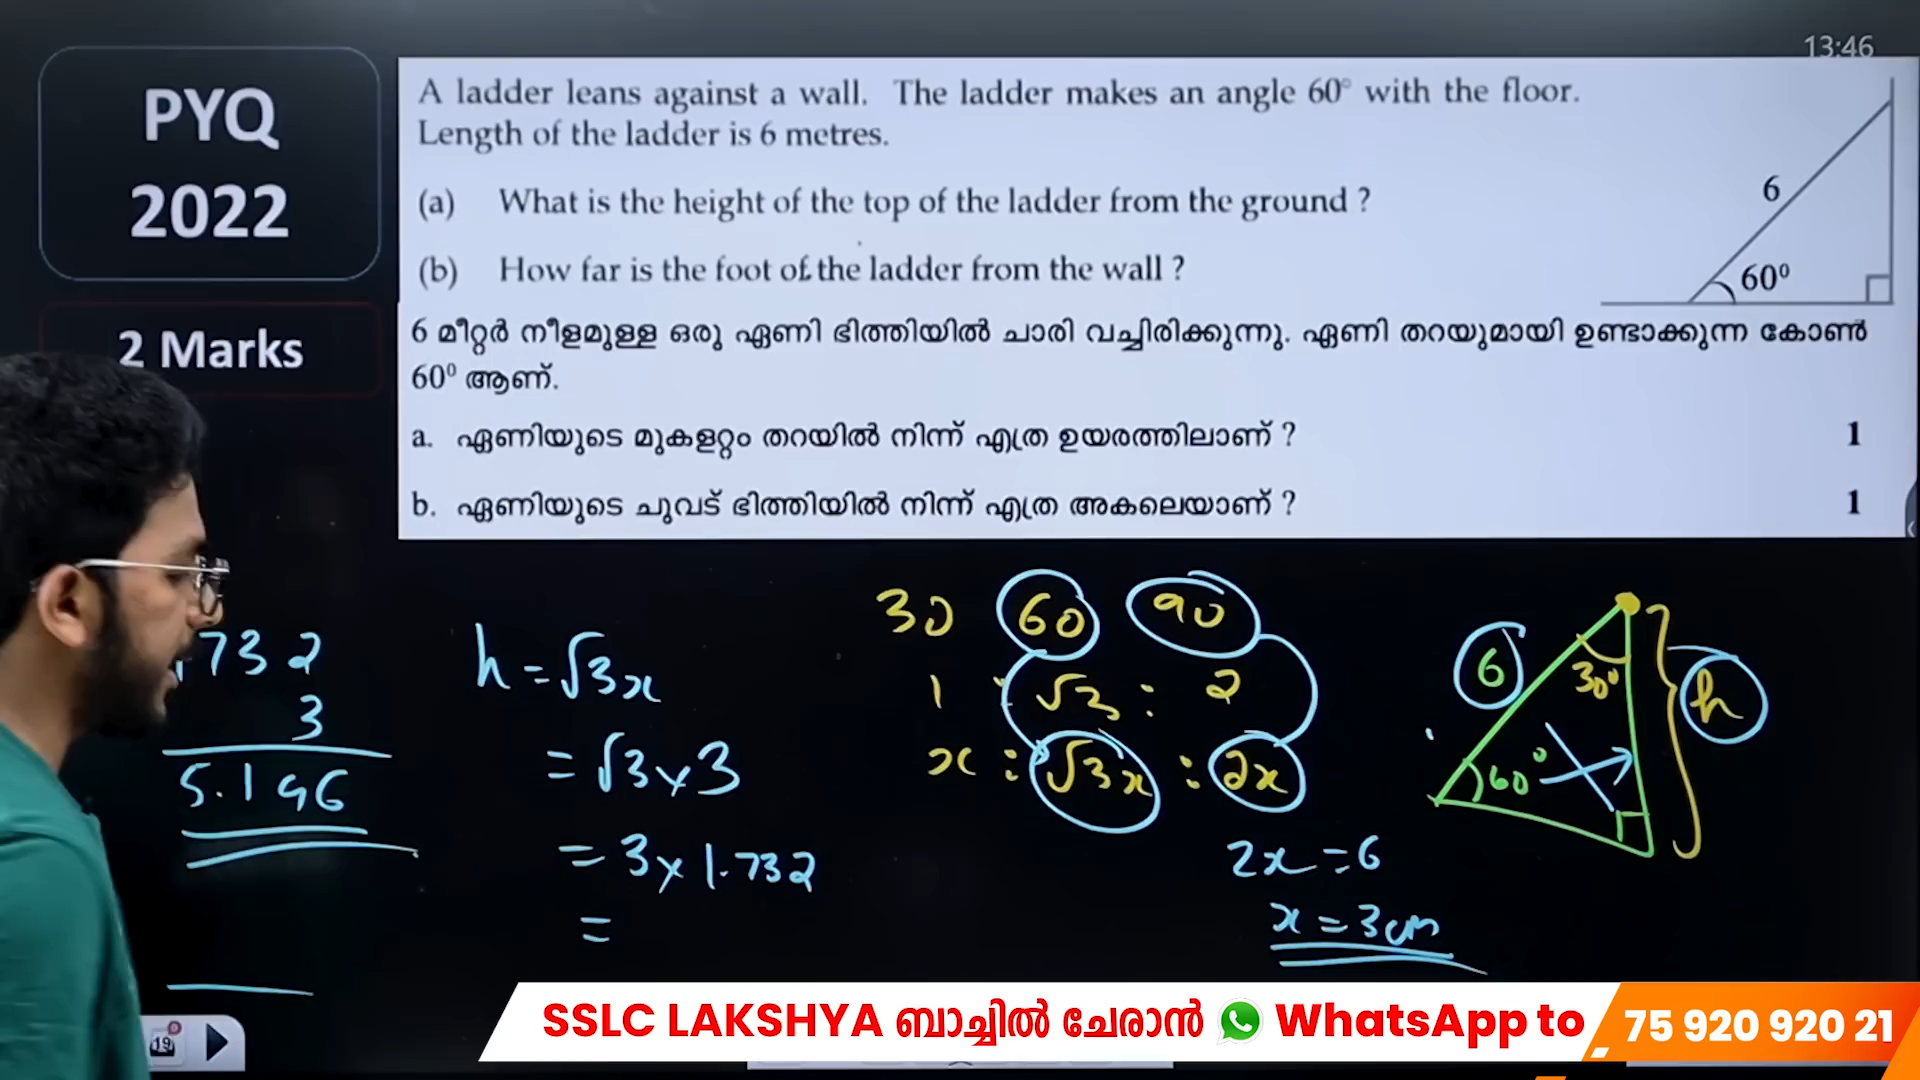 13:46
PYQ
2022
2 Marks
A ladder leans against a wall. The ladder makes an angle 60° with the floor.
Length of the ladder is 6 metres.
(a) What is the height of the top of the ladder from the ground ?
(b) How far is the foot of the ladder from the wall ?
6
60⁰
6 മീറ്റർ നീളമുള്ള ഒരു ഏണി ഭിത്തിയിൽ ചാരി വച്ചിരിക്കുന്നു. ഏണി തറയുമായി ഉണ്ടാക്കുന്ന കോൺ
60⁰ ആണ്.
a. ഏണിയുടെ മുകളറ്റം തറയിൽ നിന്ന് എത്ര ഉയരത്തിലാണ് ? 1
b. ഏണിയുടെ ചുവട് ഭിത്തിയിൽ നിന്ന് എത്ര അകലെയാണ് ? 1
732
3
5.196
h = √3x
= √3 x 3
= 3 x 1.732
=
30 60 90
1 : √3 : 2
x : √3x : 2x
2x = 6
x = 3cm
6
30°
60°
h
19
SSLC LAKSHYA ബാച്ചിൽ ചേരാൻ WhatsApp to 75 920 920 21